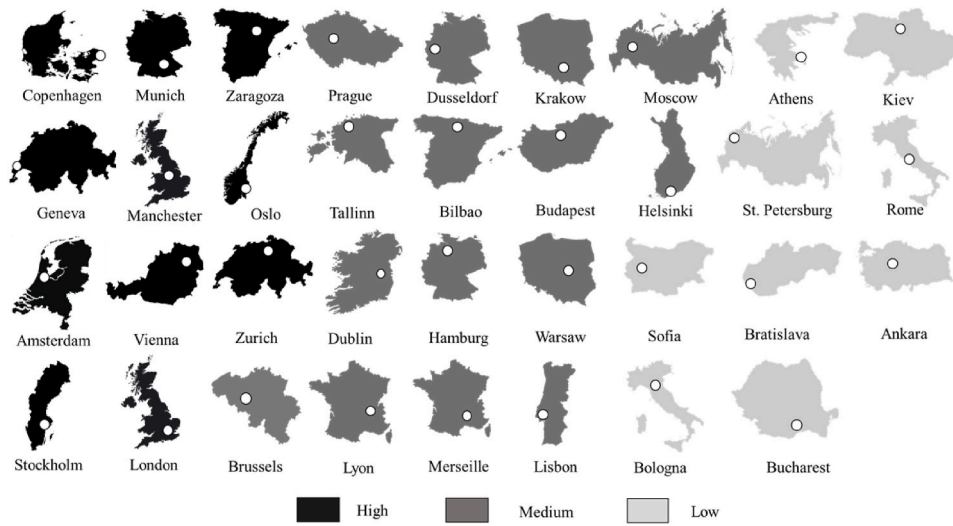 Copenhagen Munich Zaragoza Prague Dusseldorf Krakow Moscow Athens Kiev
Geneva Manchester Oslo Tallinn Bilbao Budapest Helsinki St. Petersburg Rome
Amsterdam Vienna Zurich Dublin Hamburg Warsaw Sofia Bratislava Ankara
Stockholm London Brussels Lyon Merseille Lisbon Bologna Bucharest
High Medium Low